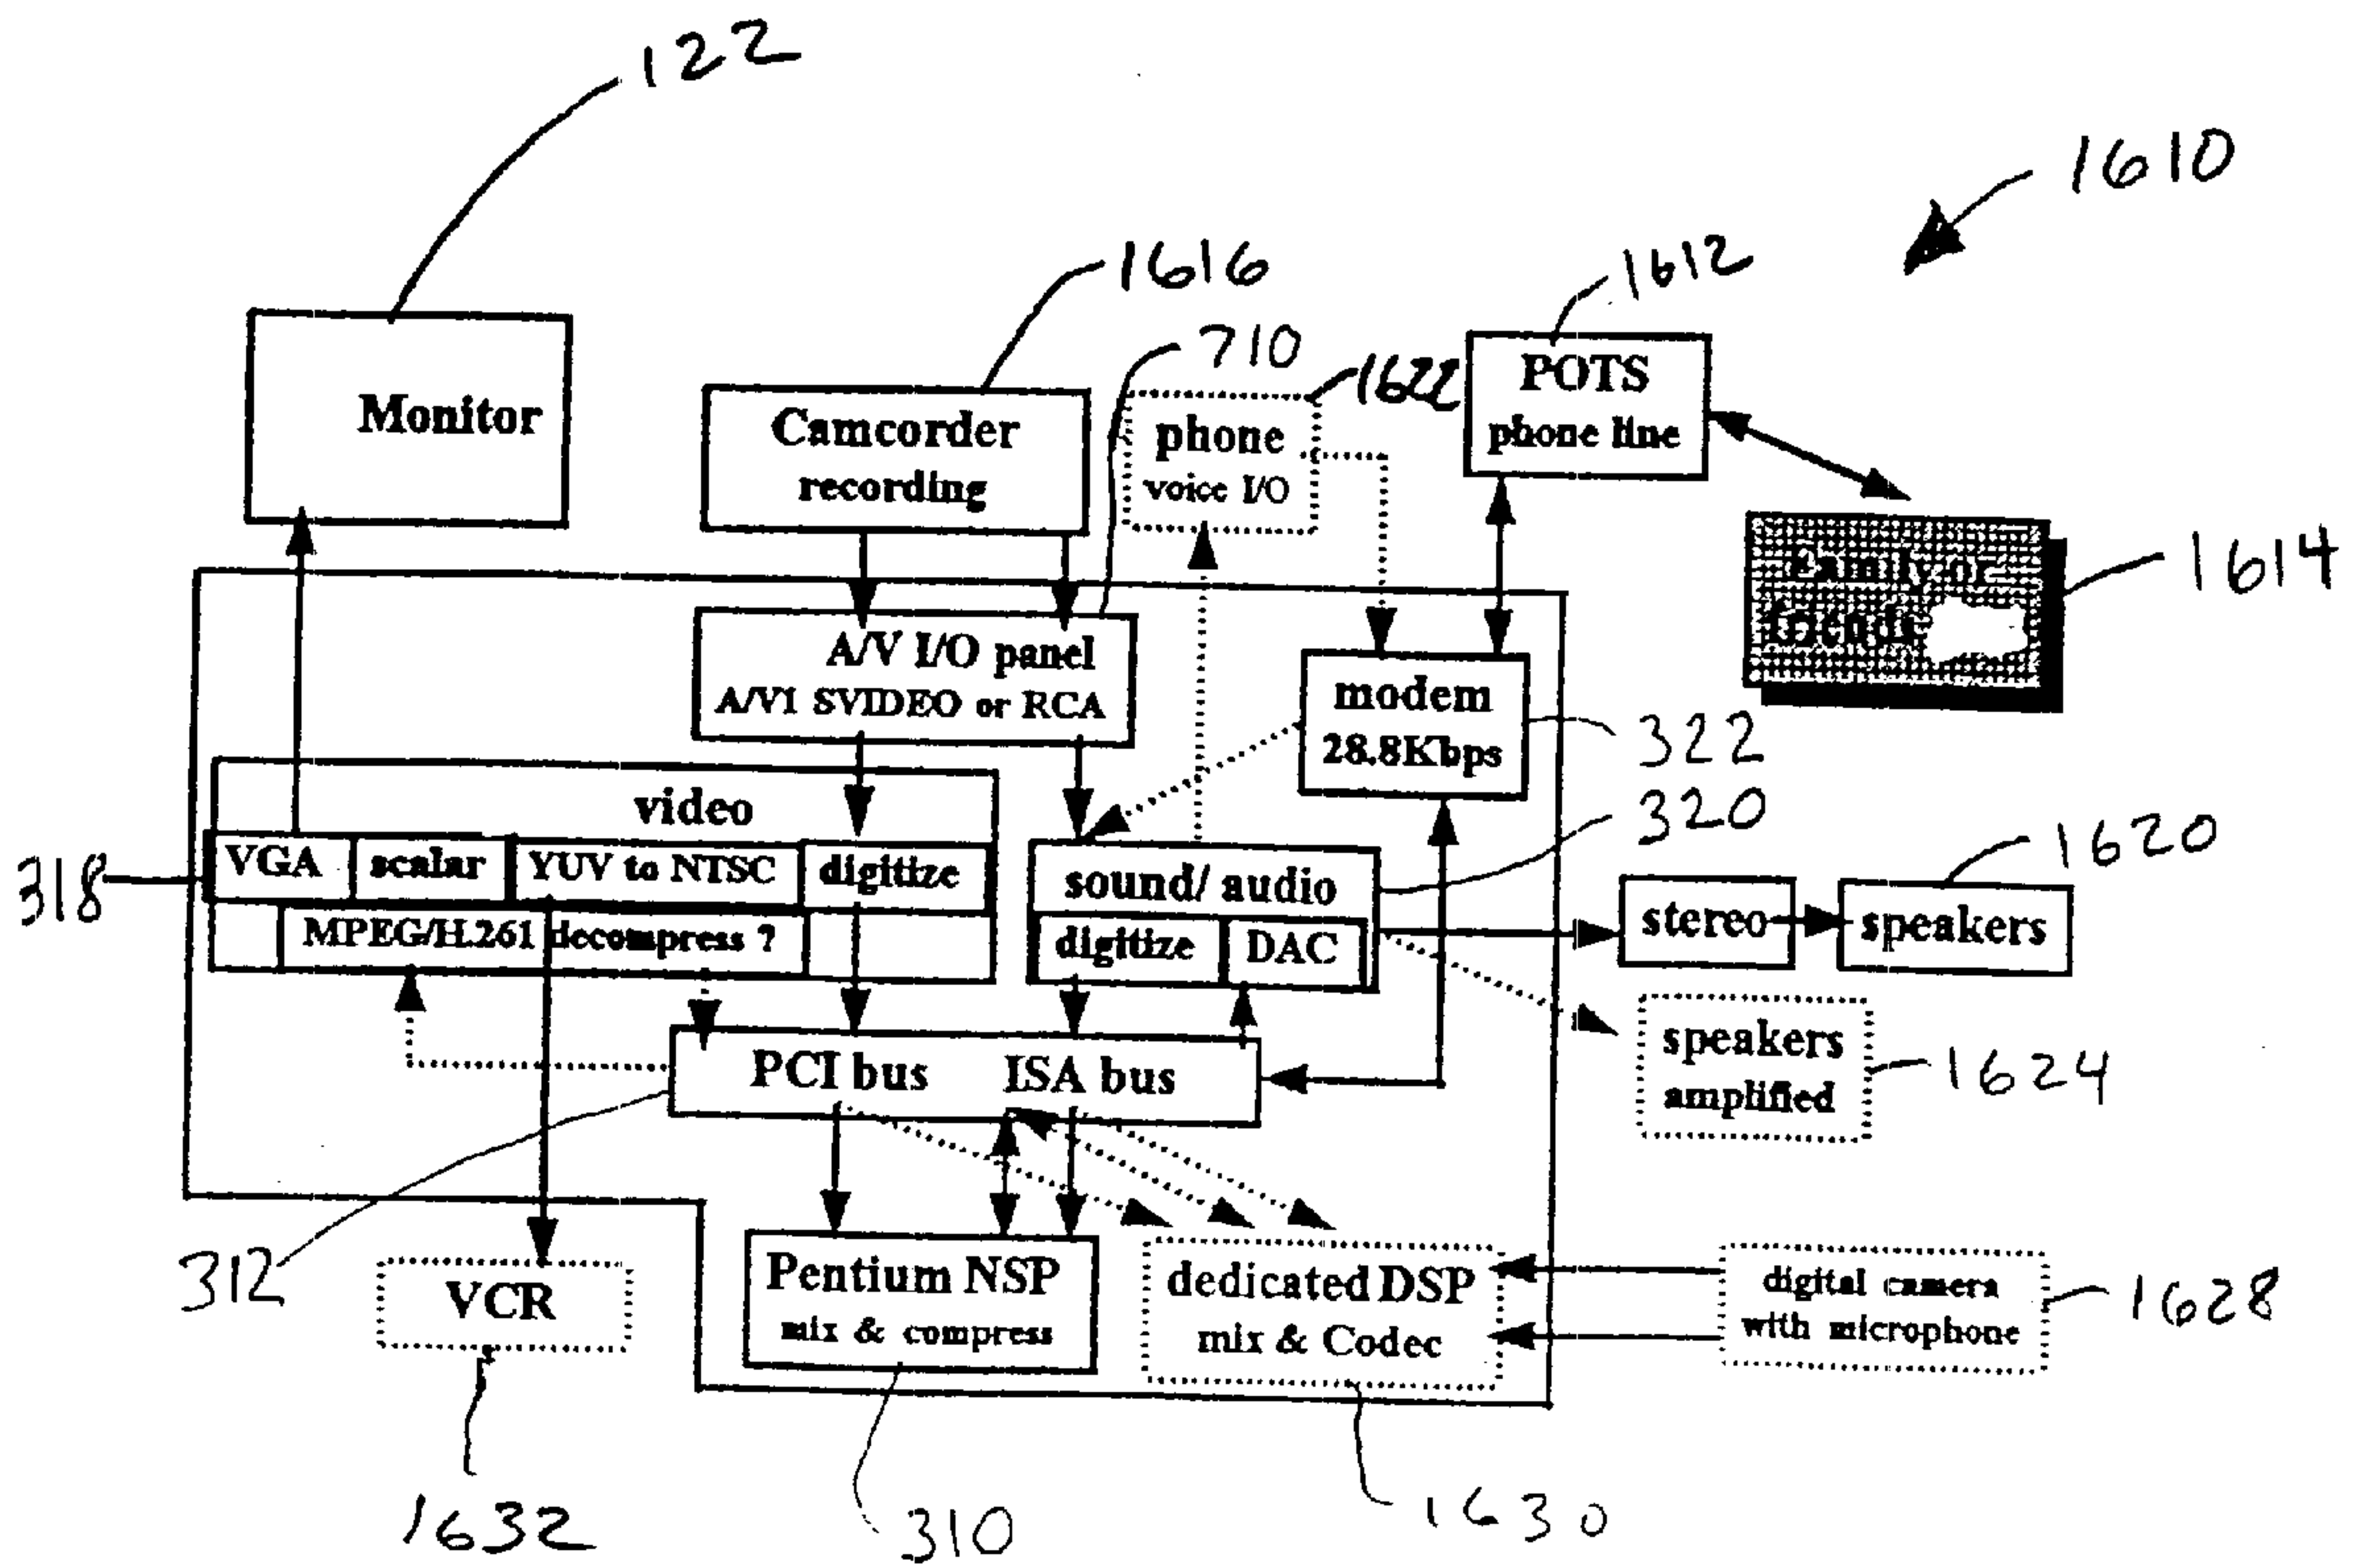 122
1610
1616
1612
710
1622
POTS
phone line
Monitor
Camcorder
recording
phone
voice I/O
1614
Family or
friends
A/V I/O panel
A/V1 SVIDEO or RCA
modem
28.8Kbps
322
320
1620
video
318
VGA
scalar
YUV to NTSC
digitize
MPEG/H.261 decompress ?
sound/ audio
digitize
DAC
stereo
speakers
speakers
amplified
1624
PCI bus
ISA bus
312
VCR
Pentium NSP
mix & compress
dedicated DSP
mix & Codec
digital camera
with microphone
1628
1632
310
1630